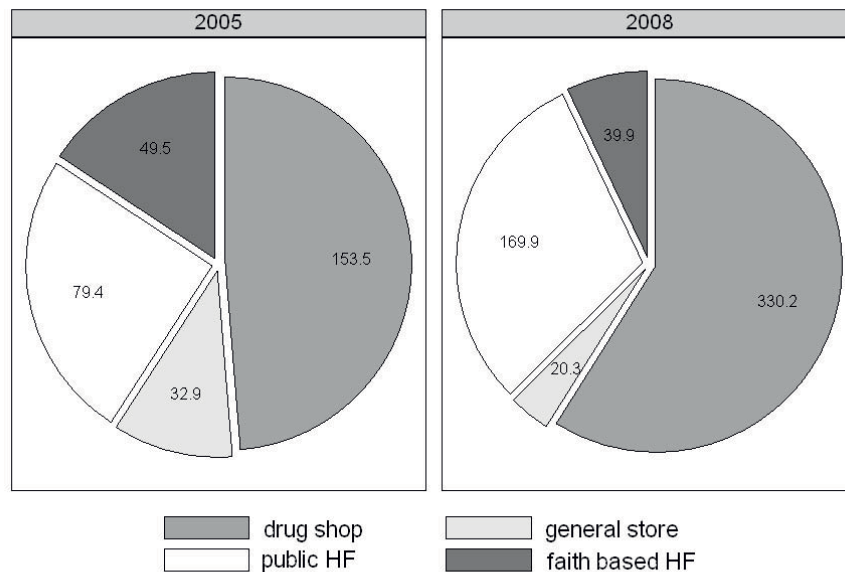 2005
2008
49.5
153.5
79.4
32.9
39.9
169.9
330.2
20.3
drug shop
general store
public HF
faith based HF